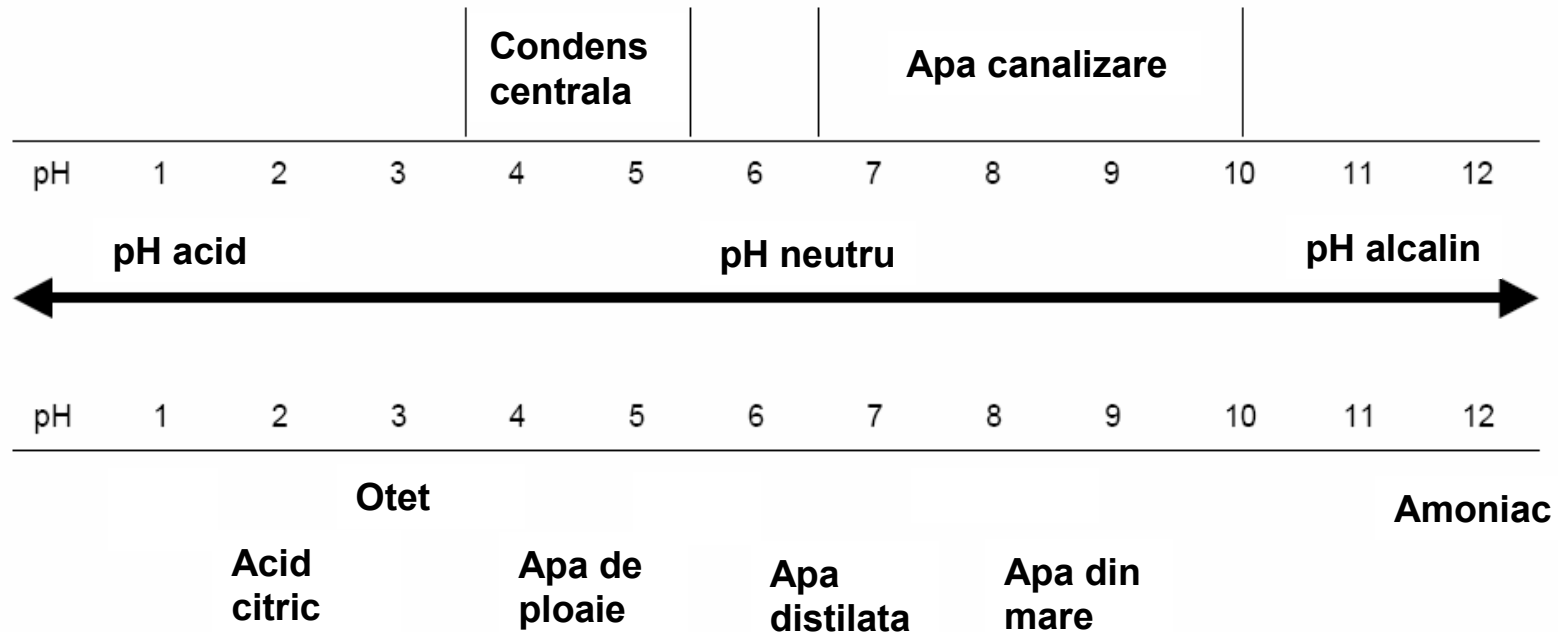 Condens
centrala
Apa canalizare
pH 1 2 3 4 5 6 7 8 9 10 11 12
pH acid
pH neutru
pH alcalin
pH 1 2 3 4 5 6 7 8 9 10 11 12
Otet
Amoniac
Acid
citric
Apa de
ploaie
Apa
distilata
Apa din
mare